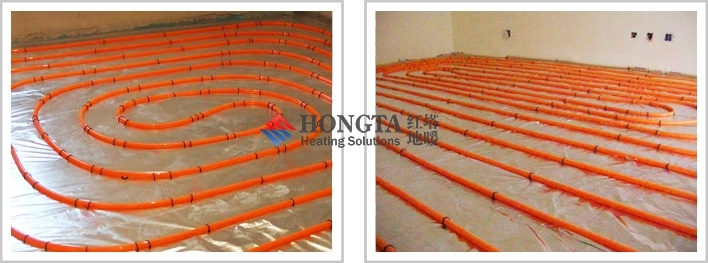 HONGTA 红塔
Heating Solutions 地暖